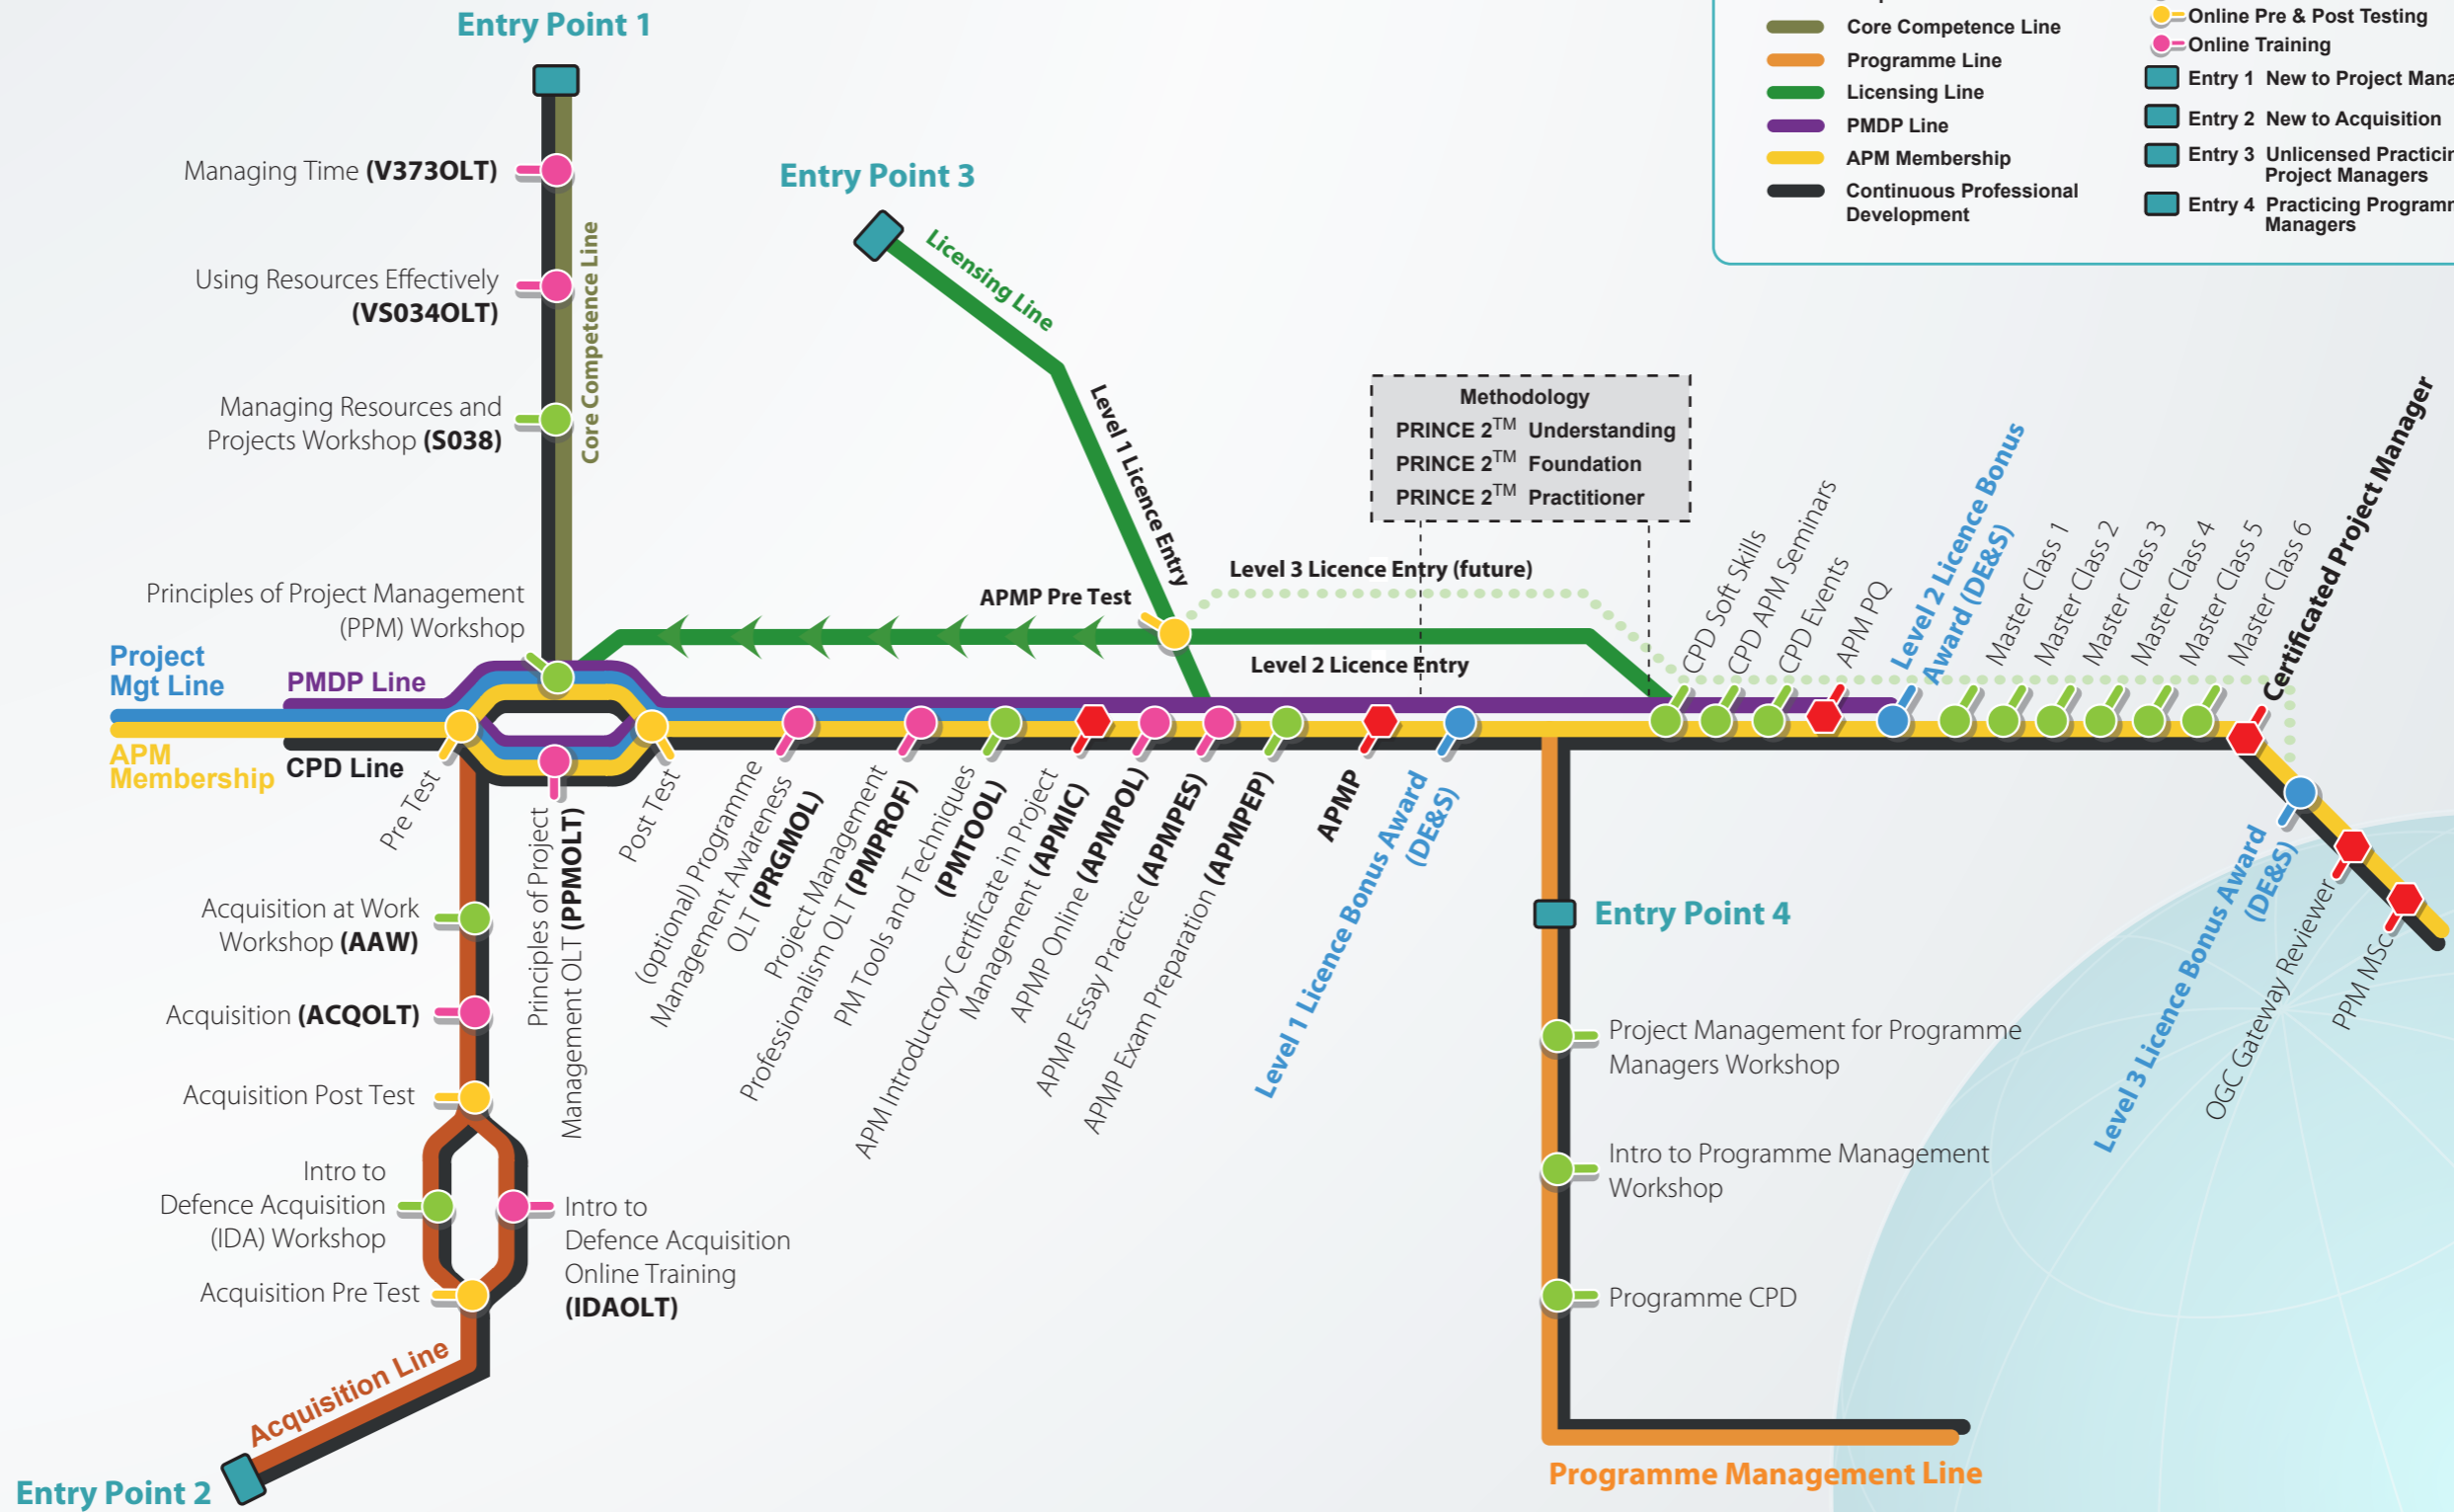 Entry Point 1
Managing Time (V373OLT)
Using Resources Effectively
(VS034OLT)
Managing Resources and
Projects Workshop (S038)
Core Competence Line
Principles of Project Management
(PPM) Workshop
Entry Point 3
Licensing Line
Level 1 Licence Entry
APMP Pre Test
Level 3 Licence Entry (future)
Level 2 Licence Entry
Methodology
PRINCE 2™ Understanding
PRINCE 2™ Foundation
PRINCE 2™ Practitioner
Core Competence Line
Programme Line
Licensing Line
PMDP Line
APM Membership
Continuous Professional
Development
Online Pre & Post Testing
Online Training
Entry 1 New to Project Mana
Entry 2 New to Acquisition
Entry 3 Unlicensed Practicin
Project Managers
Entry 4 Practicing Programm
Managers
Project
Mgt Line
PMDP Line
APM
Membership
CPD Line
Pre Test
Principles of Project
Management OLT (PPMOLT)
Post Test
(optional) Programme
Management Awareness
OLT (PRGMOL)
Project Management
Professionalism OLT (PMPROF)
PM Tools and Techniques
(PMTOOL)
APM Introductory Certificate in Project
Management (APMIC)
APMP Online (APMPOL)
APMP Essay Practice (APMPES)
APMP Exam Preparation (APMPEP)
APMP
Level 1 Licence Bonus Award
(DE&S)
CPD Soft Skills
CPD APM Seminars
CPD Events
APM PQ
Level 2 Licence Bonus
Award (DE&S)
Master Class 1
Master Class 2
Master Class 3
Master Class 4
Master Class 5
Master Class 6
Certificated Project Manager
Level 3 Licence Bonus Award
(DE&S)
OGC Gateway Reviewer
PPM MSc
Acquisition at Work
Workshop (AAW)
Acquisition (ACQOLT)
Acquisition Post Test
Intro to
Defence Acquisition
(IDA) Workshop
Intro to
Defence Acquisition
Online Training
(IDAOLT)
Acquisition Pre Test
Acquisition Line
Entry Point 2
Entry Point 4
Project Management for Programme
Managers Workshop
Intro to Programme Management
Workshop
Programme CPD
Programme Management Line